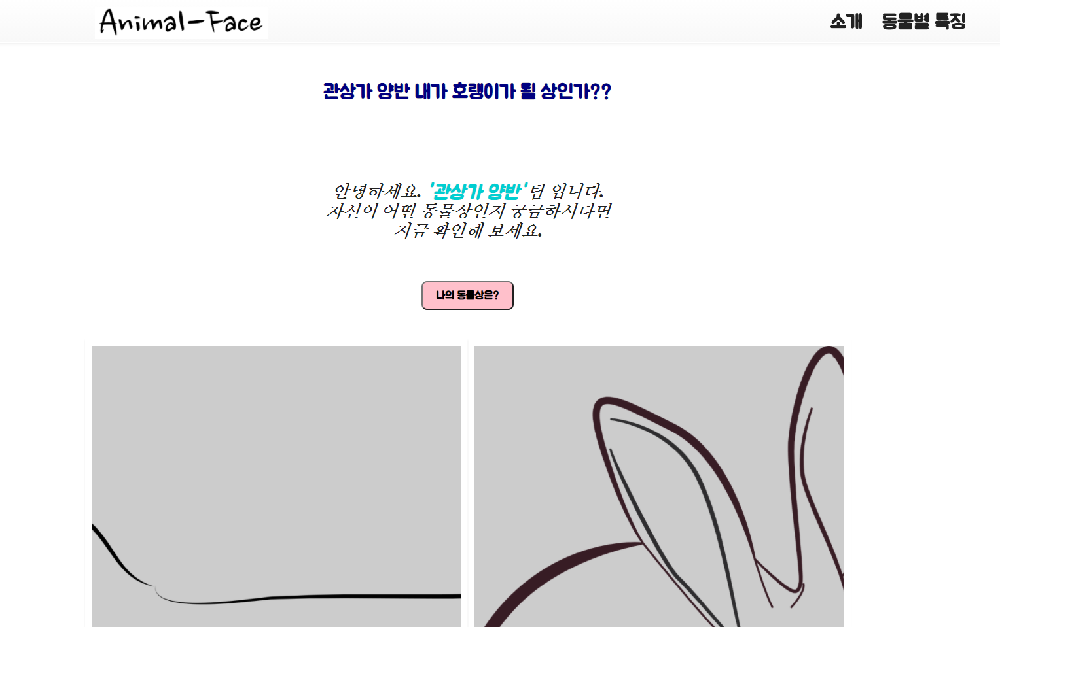 Animal-Face
소개 동물별 특징
관상가 양반 내가 호랭이가 될 상인가??
안녕하세요. '관상가 양반' 팀 입니다.
자신이 어떤 동물상인지 궁금하시다면
지금 확인해 보세요.
나의 동물상은?